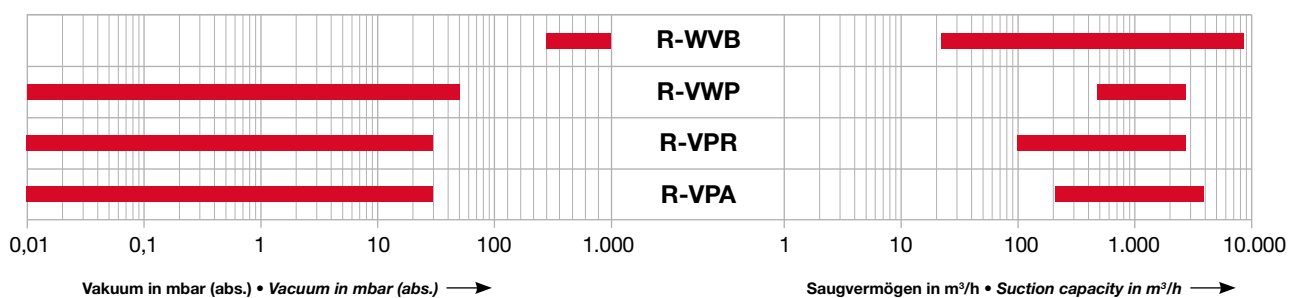 R-WVB
R-VWP
R-VPR
R-VPA
0,01 0,1 1 10 100 1.000 1 10 100 1.000 10.000
Vakuum in mbar (abs.) • Vacuum in mbar (abs.) Saugvermögen in m³/h • Suction capacity in m³/h